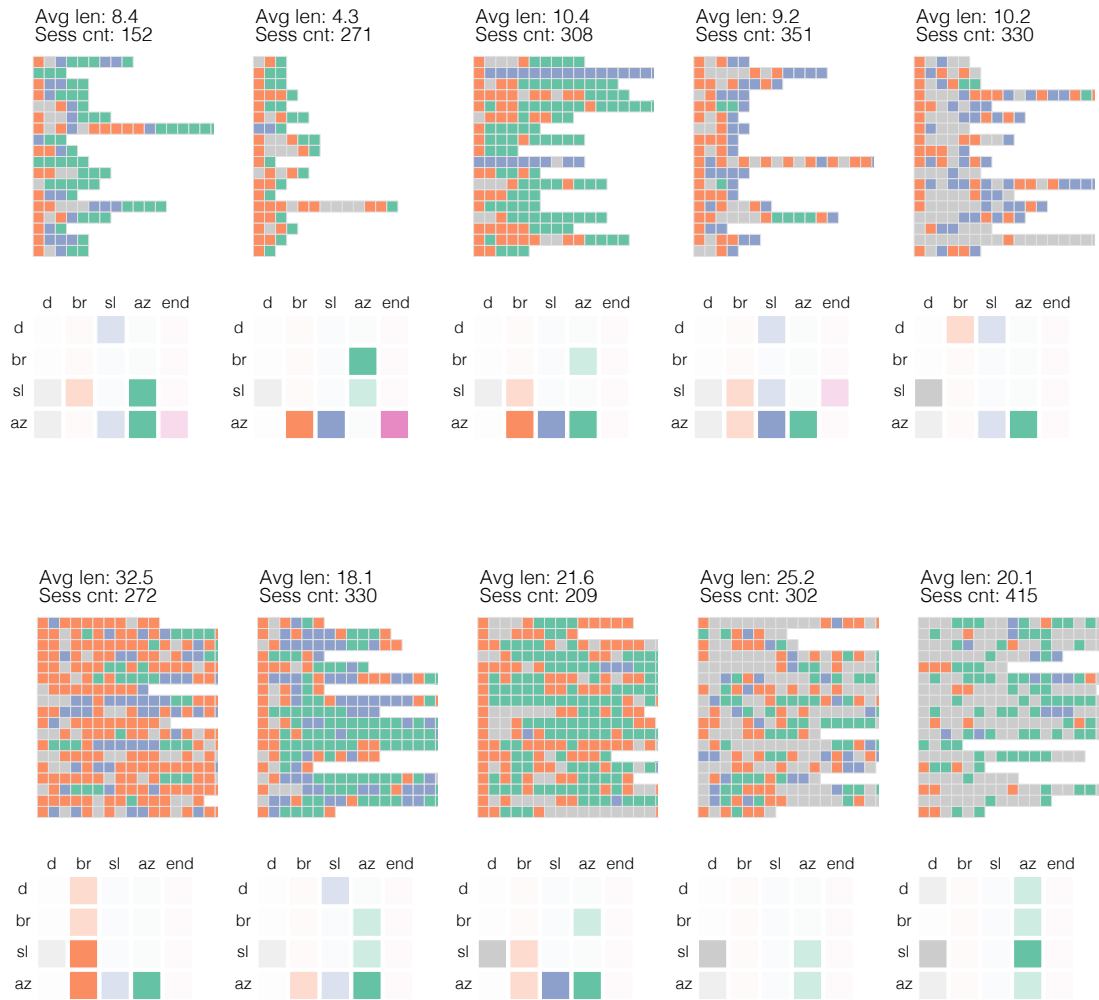 Avg len: 8.4 Avg len: 4.3 Avg len: 10.4 Avg len: 9.2 Avg len: 10.2
Sess cnt: 152 Sess cnt: 271 Sess cnt: 308 Sess cnt: 351 Sess cnt: 330
d br sl az end d br sl az end d br sl az end d br sl az end d br sl az end
d d d d d
br br br br br
sl sl sl sl sl
az az az az az
Avg len: 32.5 Avg len: 18.1 Avg len: 21.6 Avg len: 25.2 Avg len: 20.1
Sess cnt: 272 Sess cnt: 330 Sess cnt: 209 Sess cnt: 302 Sess cnt: 415
d br sl az end d br sl az end d br sl az end d br sl az end d br sl az end
d d d d d
br br br br br
sl sl sl sl sl
az az az az az